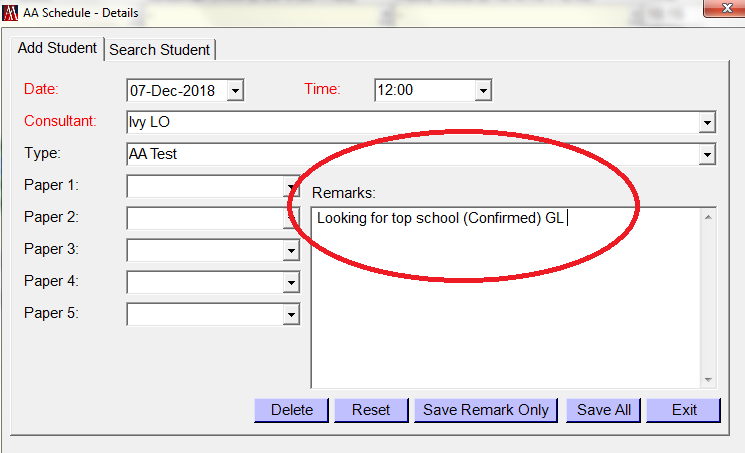 AA Schedule - Details
Add Student
Search Student
Date: 07-Dec-2018 Time: 12:00
Consultant: Ivy LO
Type: AA Test
Paper 1:
Remarks:
Paper 2:
Looking for top school (Confirmed) GL
Paper 3:
Paper 4:
Paper 5:
Delete Reset Save Remark Only Save All Exit